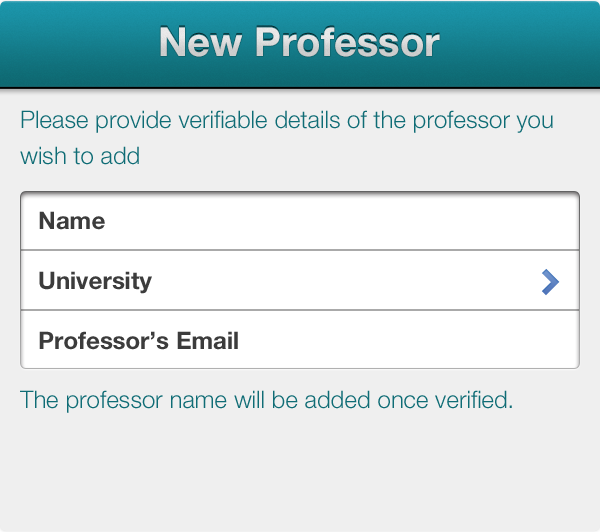 New Professor
Please provide verifiable details of the professor you
wish to add
Name
University
Professor’s Email
The professor name will be added once verified.